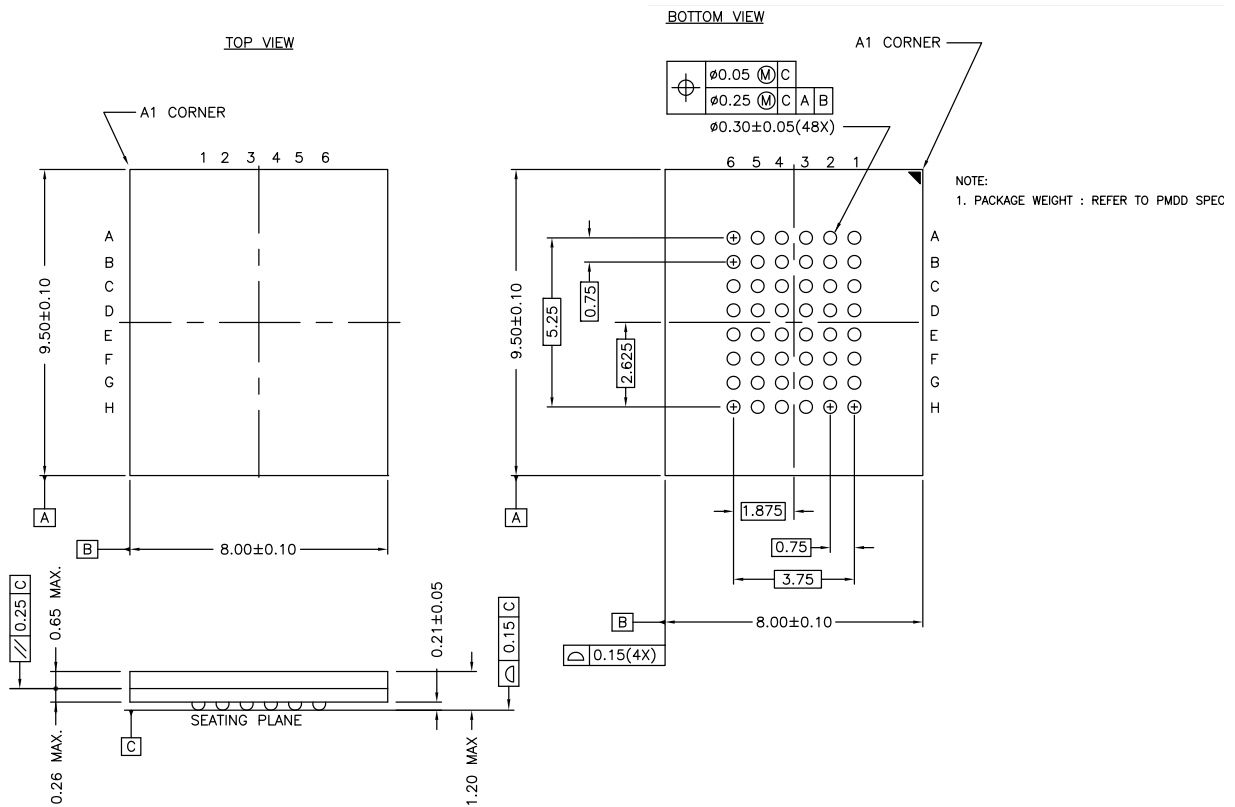 BOTTOM VIEW
TOP VIEW
A1 CORNER
A1 CORNER
ø0.05 Ⓜ C
ø0.25 Ⓜ C A B
ø0.30±0.05(48X)
1 2 3 4 5 6
6 5 4 3 2 1
NOTE:
1. PACKAGE WEIGHT : REFER TO PMDD SPEC
A
B
C
D
E
F
G
H
9.50±0.10
A
B
8.00±0.10
9.50±0.10
5.25
0.75
2.625
A
B
C
D
E
F
G
H
A
1.875
0.75
3.75
B
8.00±0.10
0.15(4X)
// 0.25 C
0.65 MAX.
0.26 MAX.
0.21±0.05
0.15 C
1.20 MAX
SEATING PLANE
C